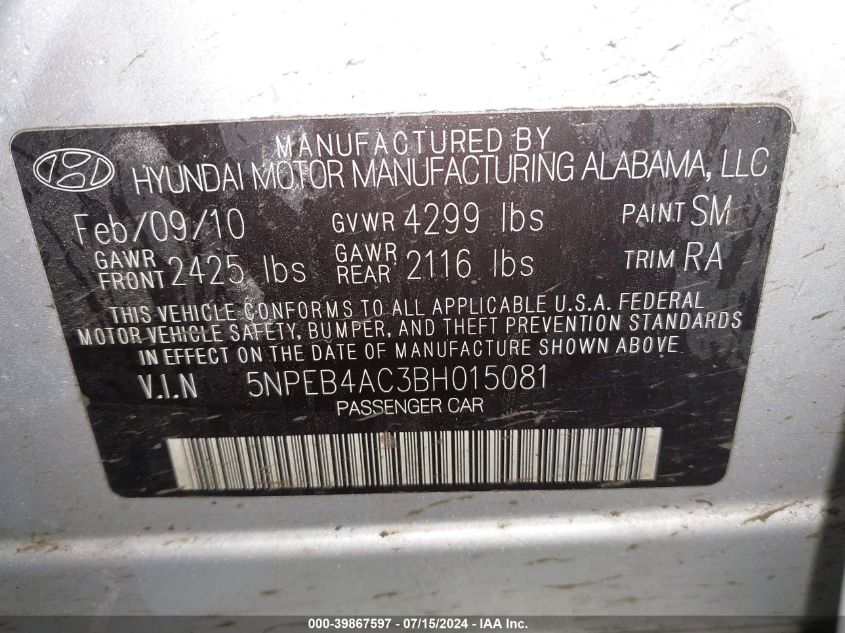 MANUFACTURED BY
HYUNDAI MOTOR MANUFACTURING ALABAMA, LLC
Feb/09/10 GVWR 4299 lbs PAINT SM
GAWR FRONT 2425 lbs GAWR REAR 2116 lbs TRIM RA
THIS VEHICLE CONFORMS TO ALL APPLICABLE U.S.A. FEDERAL
MOTOR VEHICLE SAFETY, BUMPER, AND THEFT PREVENTION STANDARDS
IN EFFECT ON THE DATE OF MANUFACTURE SHOWN ABOVE
V.I.N 5NPEB4AC3BH015081
PASSENGER CAR
000-39867597 - 07/15/2024 - IAA Inc.